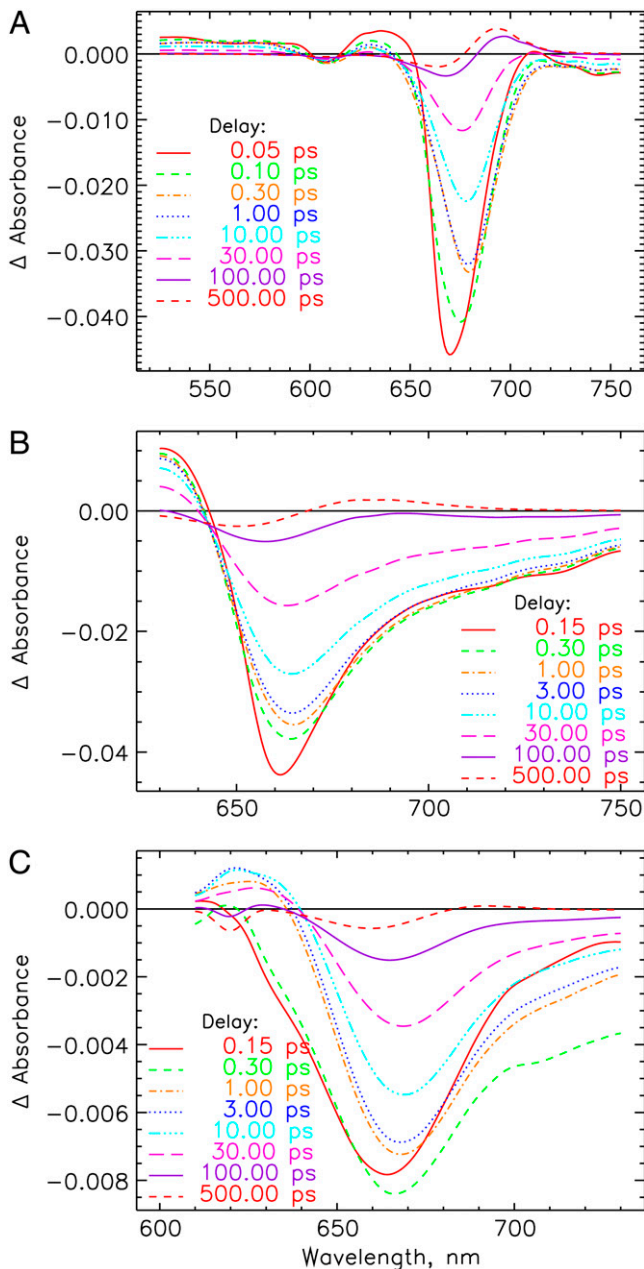 A
0.000
−0.010
−0.020
−0.030
−0.040
Δ Absorbance
Delay:
0.05 ps
0.10 ps
0.30 ps
1.00 ps
10.00 ps
30.00 ps
100.00 ps
500.00 ps
550 600 650 700 750
B
0.00
−0.02
−0.04
Δ Absorbance
Delay:
0.15 ps
0.30 ps
1.00 ps
3.00 ps
10.00 ps
30.00 ps
100.00 ps
500.00 ps
650 700 750
C
0.000
−0.002
−0.004
−0.006
−0.008
Δ Absorbance
Delay:
0.15 ps
0.30 ps
1.00 ps
3.00 ps
10.00 ps
30.00 ps
100.00 ps
500.00 ps
600 650 700
Wavelength, nm